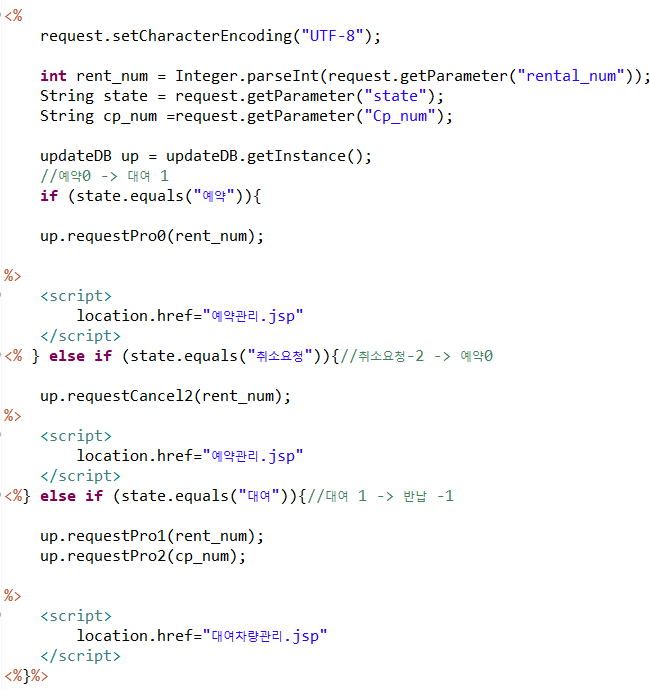 <%
request.setCharacterEncoding("UTF-8");
int rent_num = Integer.parseInt(request.getParameter("rental_num"));
String state = request.getParameter("state");
String cp_num =request.getParameter("Cp_num");
updateDB up = updateDB.getInstance();
//예약0 -> 대여 1
if (state.equals("예약")){
up.requestPro0(rent_num);
%>
<script>
location.href="예약관리.jsp"
</script>
<% } else if (state.equals("취소요청")){//취소요청-2 -> 예약0
up.requestCancel2(rent_num);
%>
<script>
location.href="예약관리.jsp"
</script>
<%} else if (state.equals("대여")){//대여 1 -> 반납 -1
up.requestPro1(rent_num);
up.requestPro2(cp_num);
%>
<script>
location.href="대여차량관리.jsp"
</script>
<%}%>